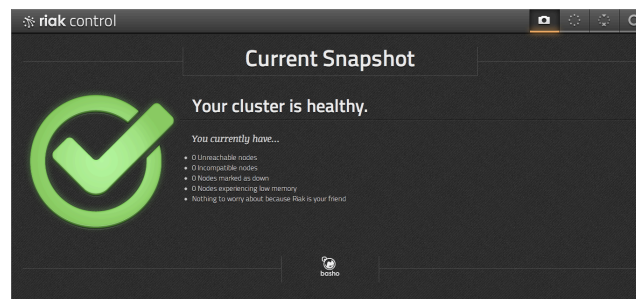 riak control
Current Snapshot
Your cluster is healthy.
You currently have...
0 Unreachable nodes
0 Incompatible nodes
0 Nodes marked as down
0 Nodes experiencing low memory
Nothing to worry about because Riak is your friend
basho